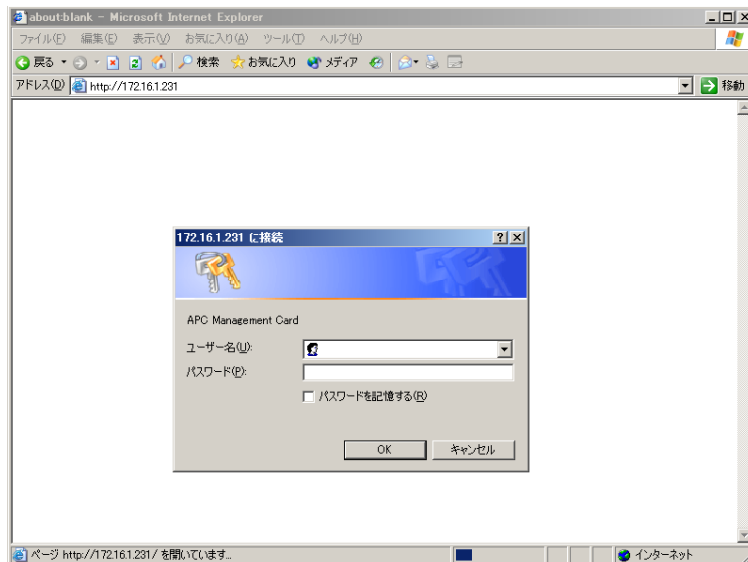 about:blank - Microsoft Internet Explorer
ファイル(F) 編集(E) 表示(V) お気に入り(A) ツール(T) ヘルプ(H)
戻る 検索 お気に入り メディア
アドレス(D) http://172.16.1.231 移動
172.16.1.231 に接続
APC Management Card
ユーザー名(U):
パスワード(P):
パスワードを記憶する(R)
OK キャンセル
ページ http://172.16.1.231/ を開いています... インターネット